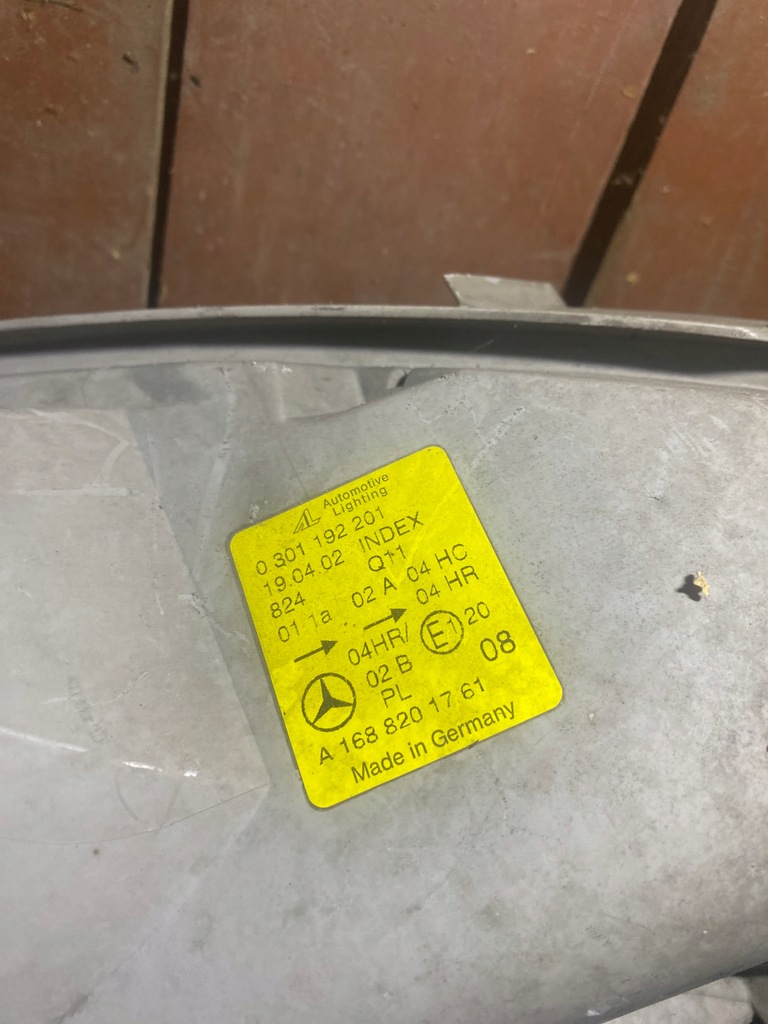 Automotive
Lighting
0 301 192 201
19.04.02 INDEX
824 Q11
01 1a 02 A 04 HC
04 HR
04HR/ E1 20
02 B 08
PL
A 168 820 17 61
Made in Germany